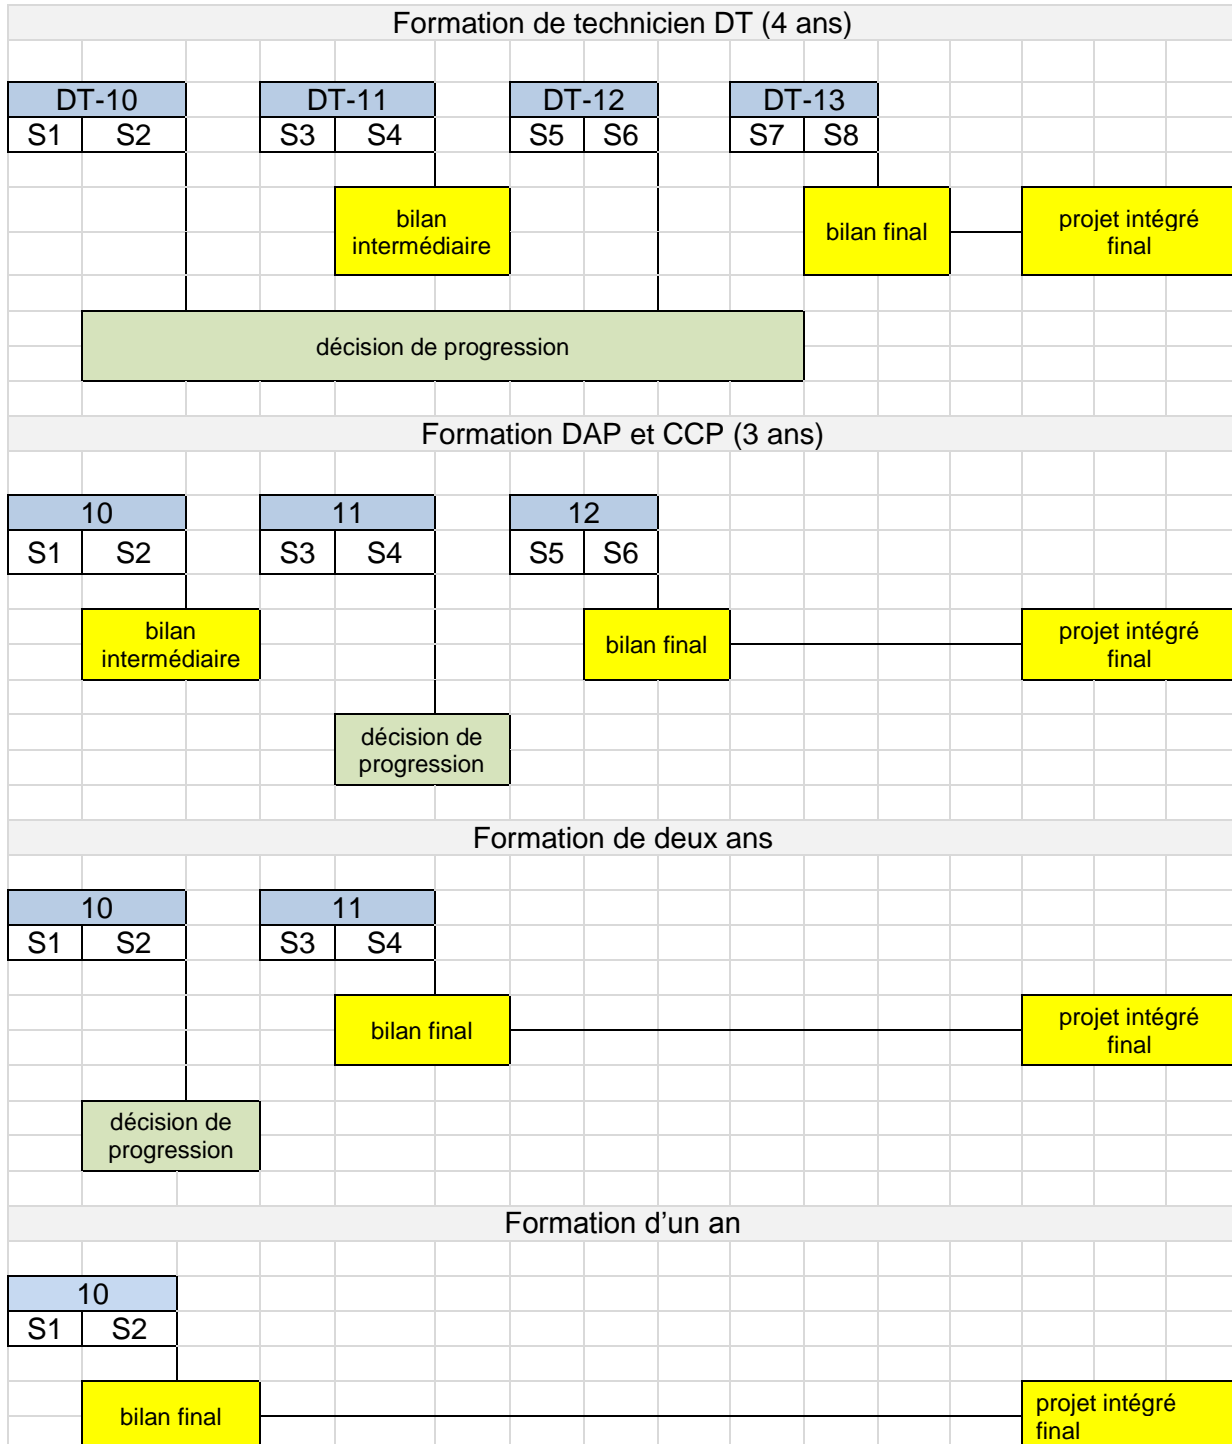 Formation de technicien DT (4 ans)
DT-10 DT-11 DT-12 DT-13
S1 S2 S3 S4 S5 S6 S7 S8
bilan
intermédiaire
bilan final
projet intégré
final
décision de progression
Formation DAP et CCP (3 ans)
10 11 12
S1 S2 S3 S4 S5 S6
bilan
intermédiaire
bilan final
projet intégré
final
décision de
progression
Formation de deux ans
10 11
S1 S2 S3 S4
bilan final
projet intégré
final
décision de
progression
Formation d’un an
10
S1 S2
bilan final
projet intégré
final